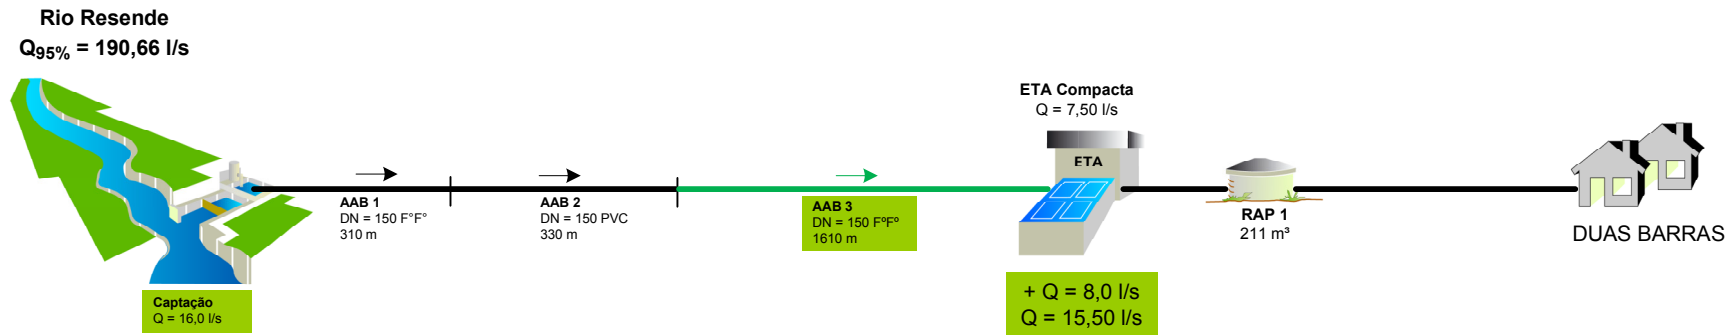 Rio Resende
Q95% = 190,66 l/s
ETA Compacta
Q = 7,50 l/s
ETA
AAB 1
DN = 150 F°F°
310 m
AAB 2
DN = 150 PVC
330 m
AAB 3
DN = 150 FºFº
1610 m
RAP 1
211 m³
DUAS BARRAS
Captação
Q = 16,0 l/s
+ Q = 8,0 l/s
Q = 15,50 l/s